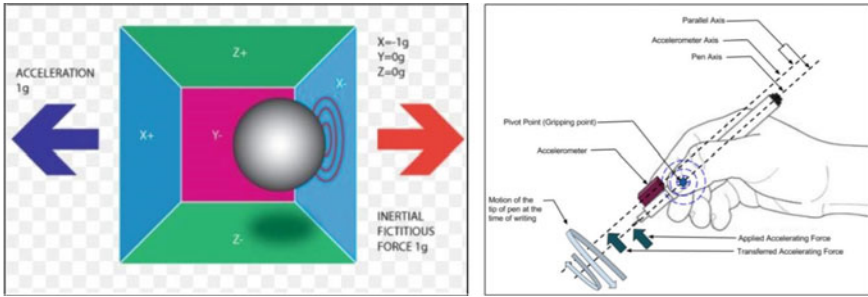 ACCELERATION
1g
Z+
X+
Y-
X-
Z-
X=-1g
Y=0g
Z=0g
INERTIAL
FICTITIOUS
FORCE 1g
Parallel Axis
Accelerometer Axis
Pen Axis
Pivot Point (Gripping point)
Accelerometer
Motion of the
tip of pen at the
time of writing
Applied Accelerating Force
Transferred Accelerating Force